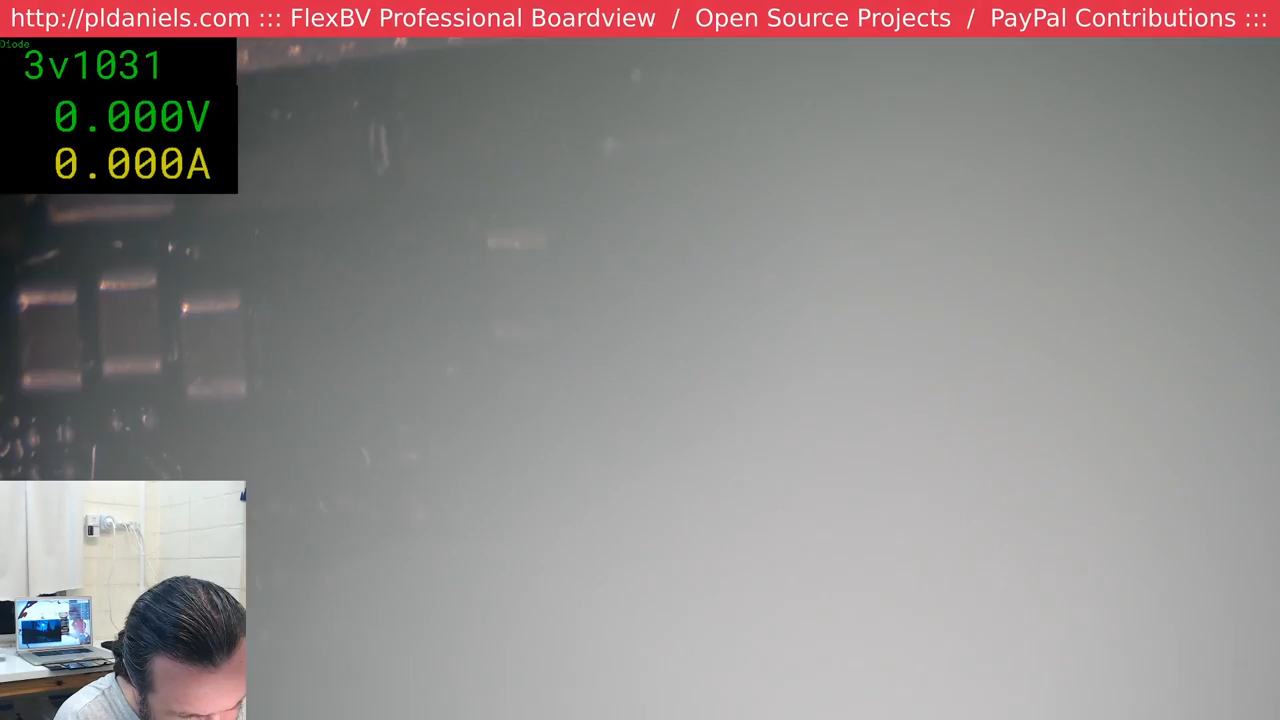 http://pldaniels.com ::: FlexBV Professional Boardview / Open Source Projects / PayPal Contributions :::
Diode
3v1031
0.000V
0.000A